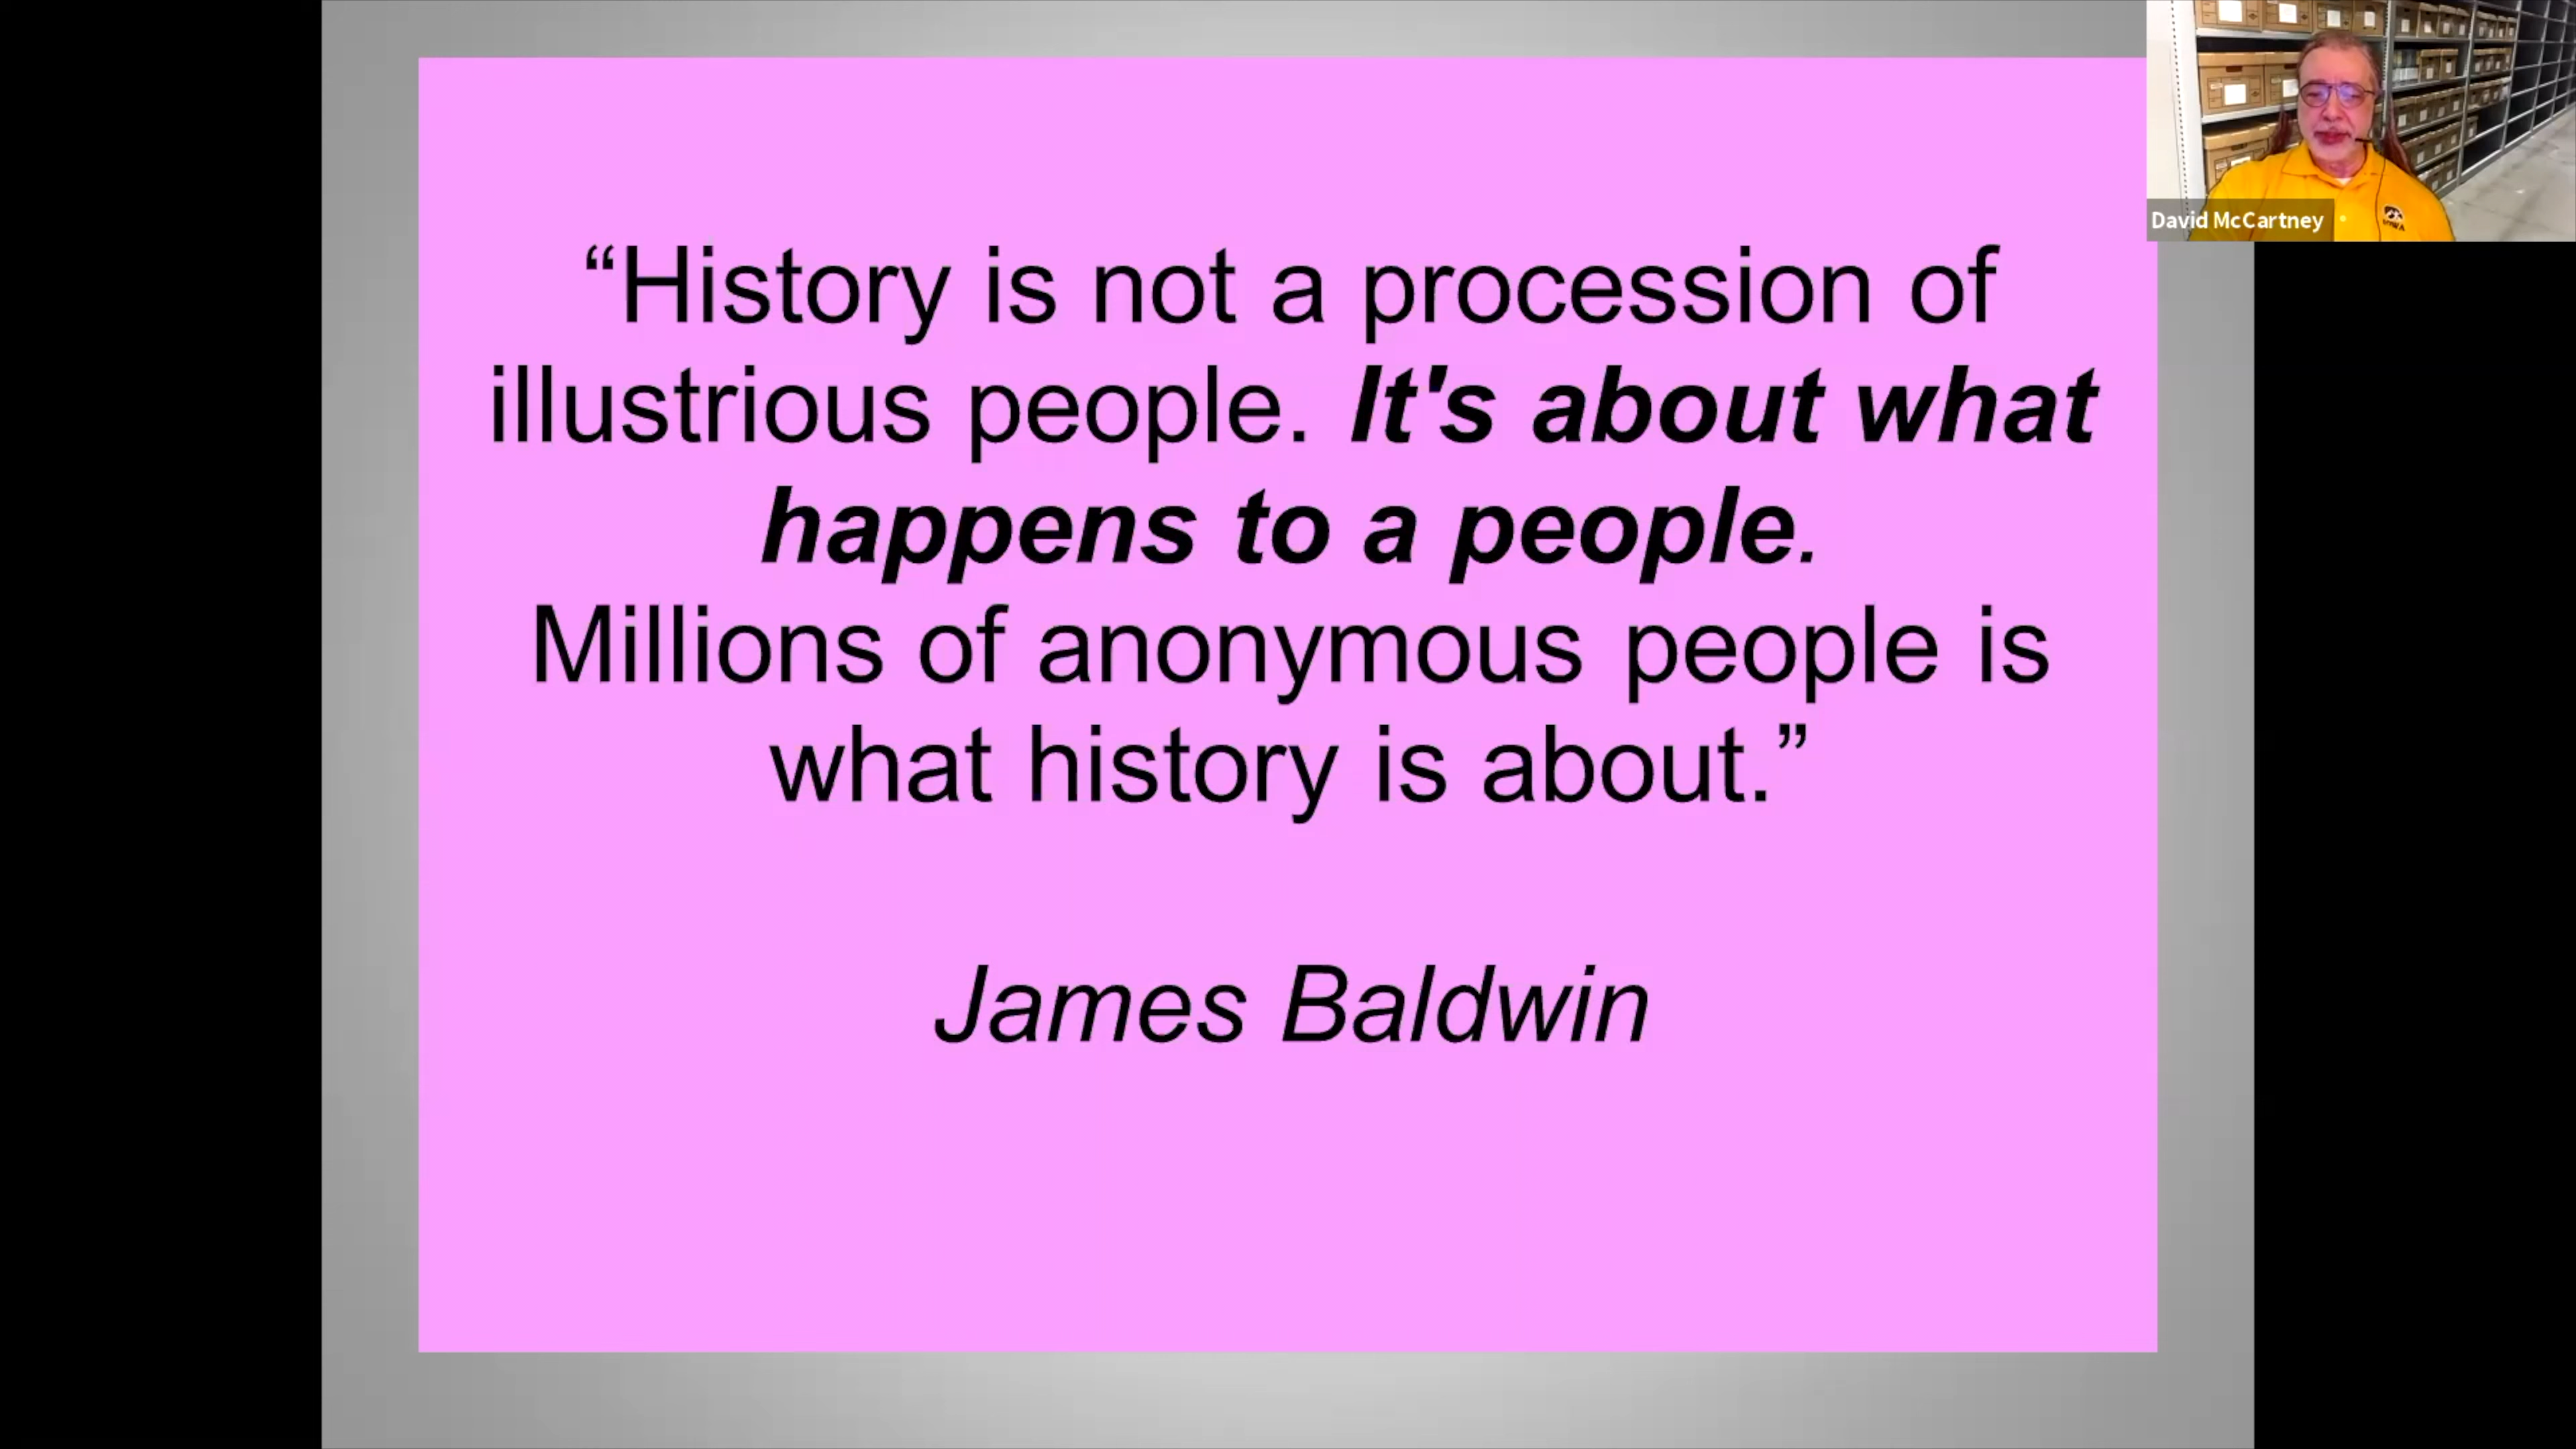 “History is not a procession of
illustrious people. It's about what
happens to a people.
Millions of anonymous people is
what history is about.”
James Baldwin
David McCartney
IOWA